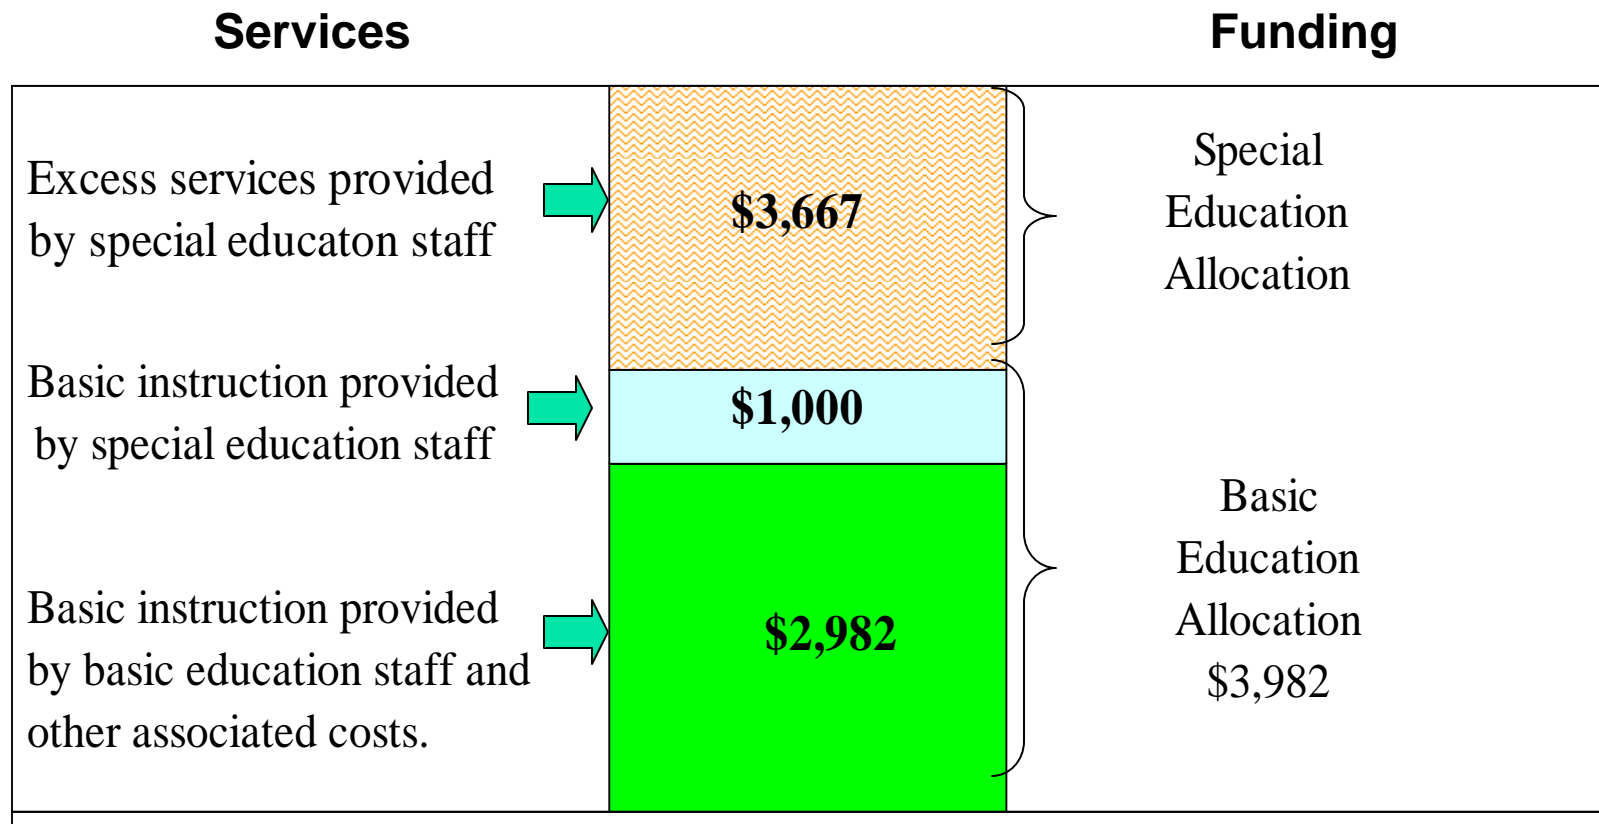 Services
Funding
Excess services provided
by special educaton staff
$3,667
Special
Education
Allocation
Basic instruction provided
by special education staff
$1,000
Basic instruction provided
by basic education staff and
other associated costs.
$2,982
Basic
Education
Allocation
$3,982